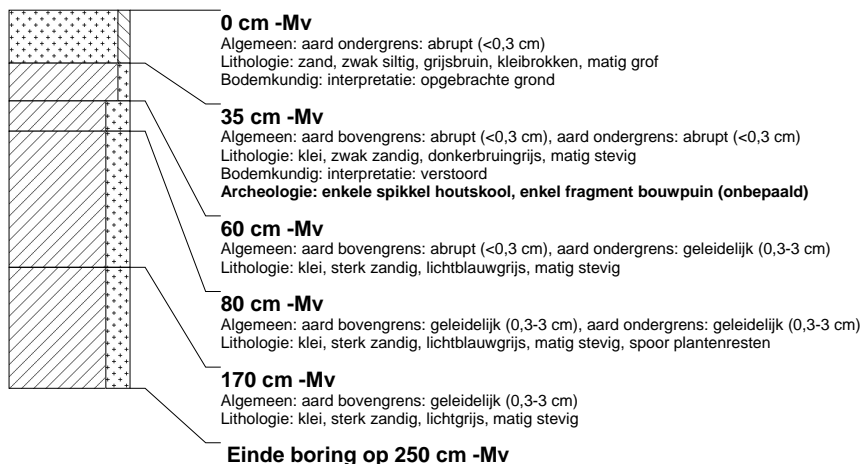 0 cm -Mv
Algemeen: aard ondergrens: abrupt (<0,3 cm)
Lithologie: zand, zwak siltig, grijsbruin, kleibrokken, matig grof
Bodemkundig: interpretatie: opgebrachte grond
35 cm -Mv
Algemeen: aard bovengrens: abrupt (<0,3 cm), aard ondergrens: abrupt (<0,3 cm)
Lithologie: klei, zwak zandig, donkerbruingrijs, matig stevig
Bodemkundig: interpretatie: verstoord
Archeologie: enkele spikkel houtskool, enkel fragment bouwpuin (onbepaald)
60 cm -Mv
Algemeen: aard bovengrens: abrupt (<0,3 cm), aard ondergrens: geleidelijk (0,3-3 cm)
Lithologie: klei, sterk zandig, lichtblauwgrijs, matig stevig
80 cm -Mv
Algemeen: aard bovengrens: geleidelijk (0,3-3 cm), aard ondergrens: geleidelijk (0,3-3 cm)
Lithologie: klei, sterk zandig, lichtblauwgrijs, matig stevig, spoor plantenresten
170 cm -Mv
Algemeen: aard bovengrens: geleidelijk (0,3-3 cm)
Lithologie: klei, sterk zandig, lichtgrijs, matig stevig
Einde boring op 250 cm -Mv